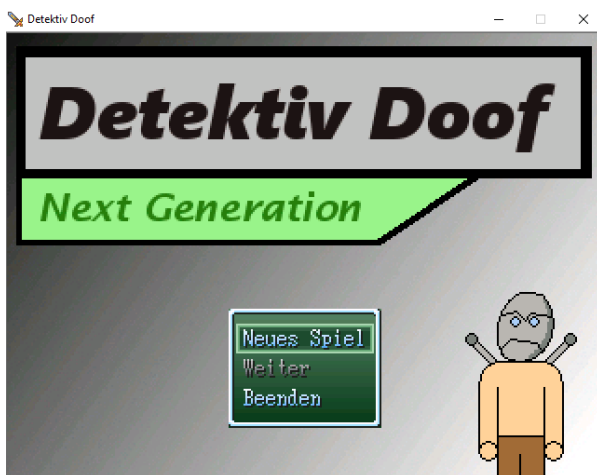 Detektiv Doof
Detektiv Doof
Next Generation
Neues Spiel
Weiter
Beenden